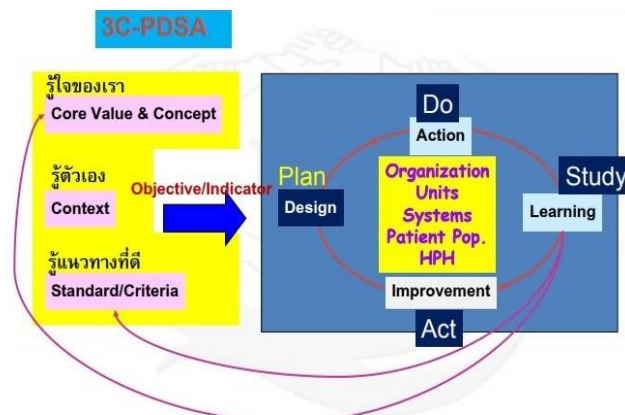 3C-PDSA
รู้ใจของเรา
Core Value & Concept
รู้ตัวเอง
Context
รู้แนวทางที่ดี
Standard/Criteria
Objective/Indicator
Plan
Design
Do
Action
Study
Learning
Improvement
Act
Organization
Units
Systems
Patient Pop.
HPH